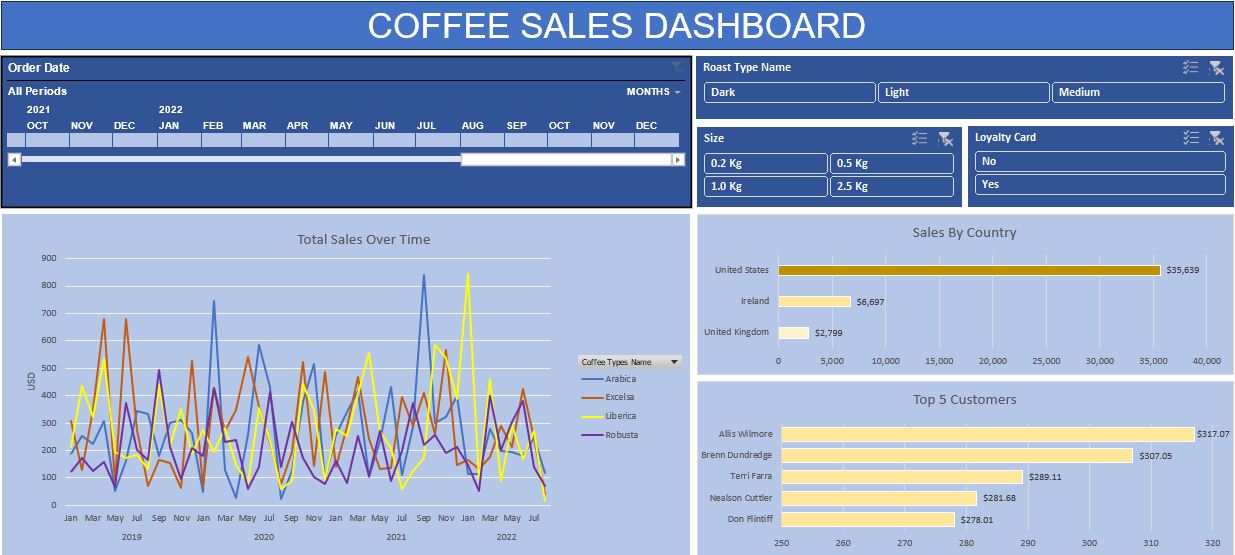 COFFEE SALES DASHBOARD
Order Date
All Periods MONTHS
2021 2022
OCT NOV DEC JAN FEB MAR APR MAY JUN JUL AUG SEP OCT NOV DEC
Roast Type Name
Dark Light Medium
Size
0.2 Kg 0.5 Kg
1.0 Kg 2.5 Kg
Loyalty Card
No
Yes
Total Sales Over Time
900
800
700
600
500
400
300
200
100
0
USD
Jan Mar May Jul Sep Nov Jan Mar May Jul Sep Nov Jan Mar May Jul Sep Nov Jan Mar May Jul
2019 2020 2021 2022
Coffee Types Name
Arabica
Excelsa
Liberica
Robusta
Sales By Country
United States $35,639
Ireland $6,697
United Kingdom $2,799
0 5,000 10,000 15,000 20,000 25,000 30,000 35,000 40,000
Top 5 Customers
Allis Wilmore $317.07
Brenn Dundredge $307.05
Terri Farra $289.11
Nealson Cuttler $281.68
Don Flintiff $278.01
250 260 270 280 290 300 310 320